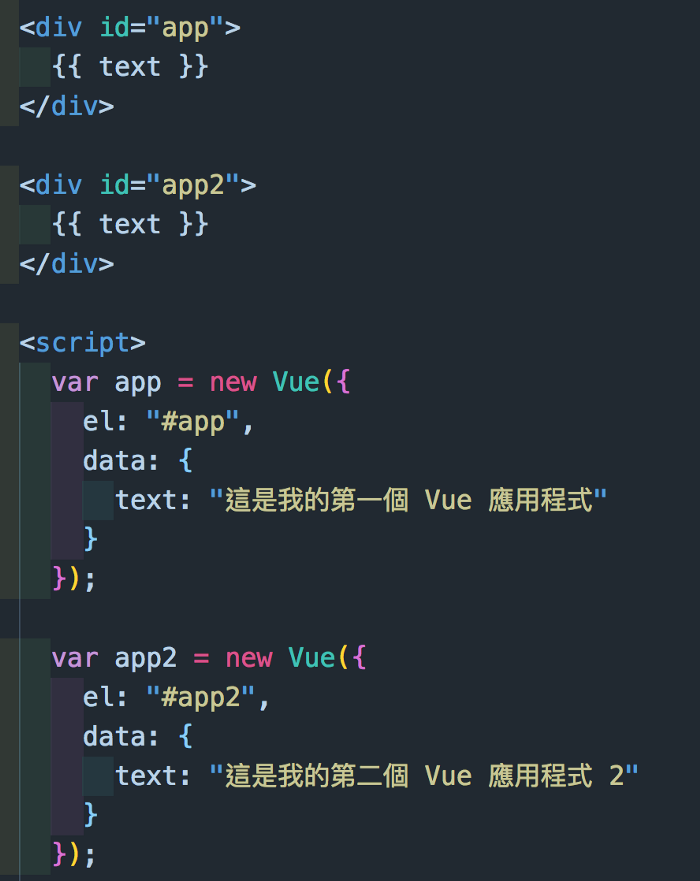 <div id="app">
  {{ text }}
</div>

<div id="app2">
  {{ text }}
</div>

<script>
  var app = new Vue({
    el: "#app",
    data: {
      text: "這是我的第一個 Vue 應用程式"
    }
  });

  var app2 = new Vue({
    el: "#app2",
    data: {
      text: "這是我的第二個 Vue 應用程式 2"
    }
  });